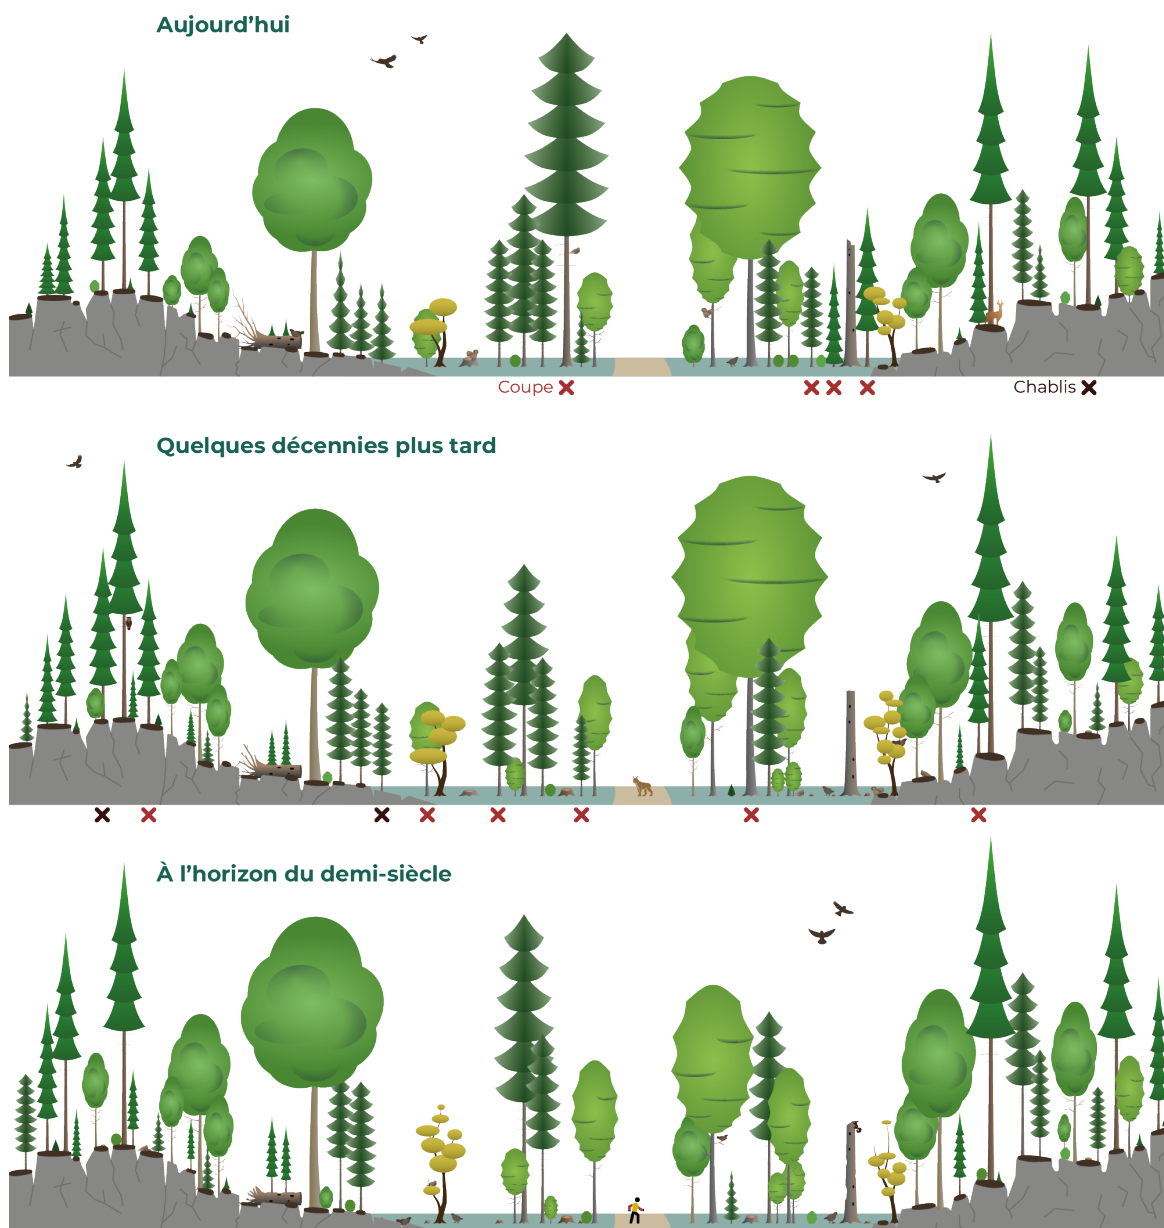 Aujourd’hui
Coupe
Chablis
Quelques décennies plus tard
À l’horizon du demi-siècle